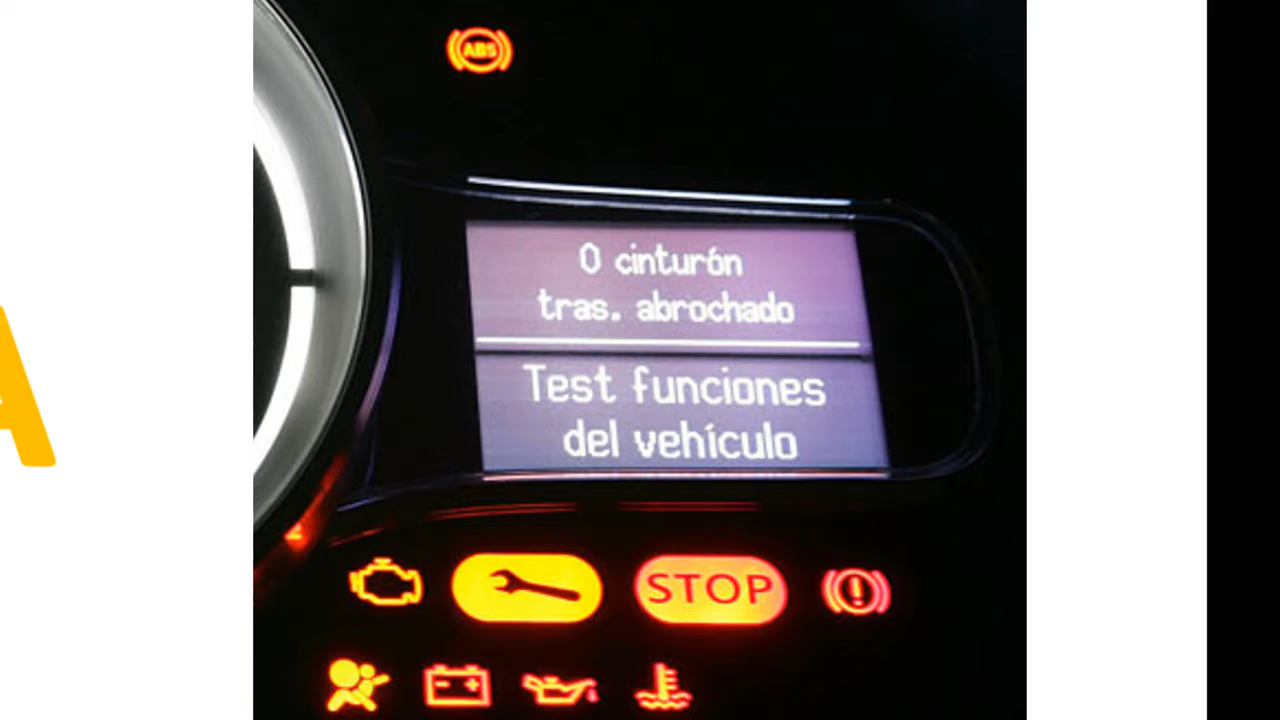 ABS
0 cinturón
tras. abrochado
Test funciones
del vehículo
STOP
A